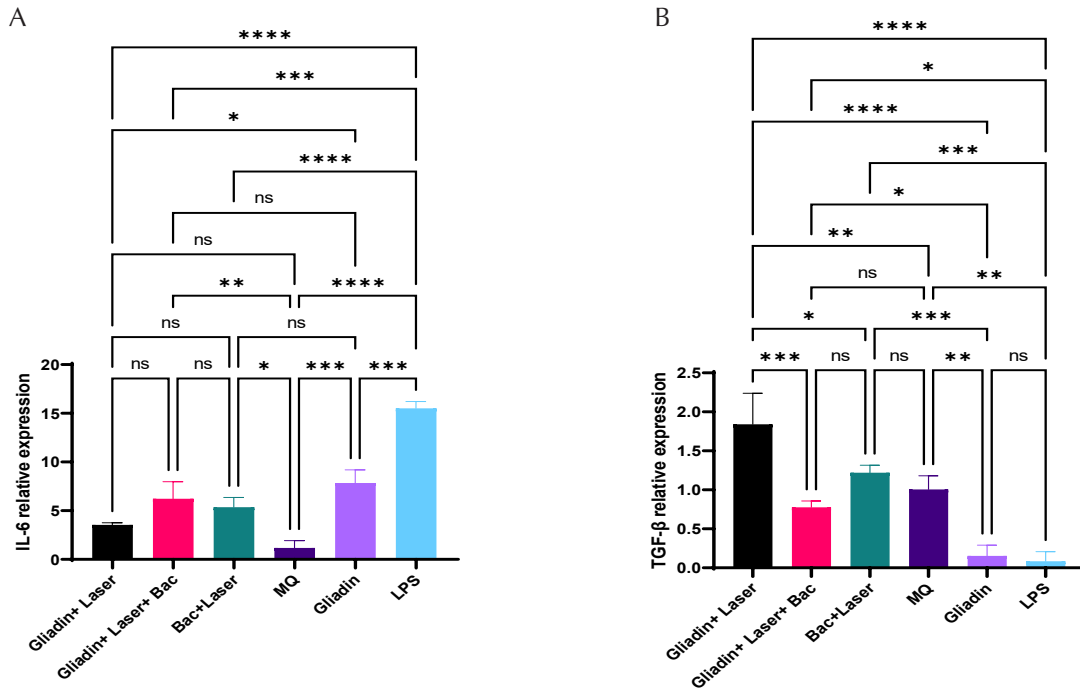 A
****
***
*
****
ns
ns
** ****
ns ns
ns ns * *** ***
IL-6 relative expression
20
15
10
5
0
Gliadin+ Laser
Gliadin+ Laser+ Bac
Bac+Laser
MQ
Gliadin
LPS
B
****
*
****
***
*
**
ns **
* ***
*** ns ns ** ns
TGF-β relative expression
2.5
2.0
1.5
1.0
0.5
0.0
Gliadin+ Laser
Gliadin+ Laser+ Bac
Bac+Laser
MQ
Gliadin
LPS